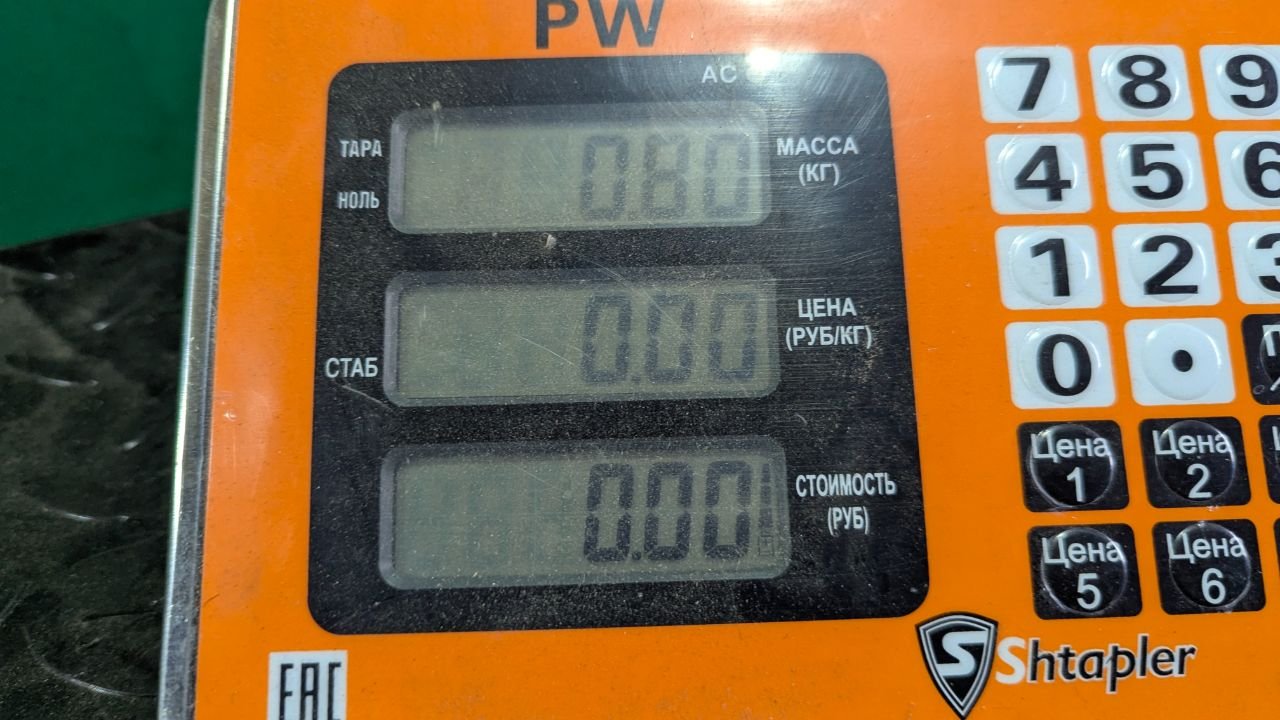 PW
AC
ТАРА
НОЛЬ
0.80
МАССА
(КГ)
СТАБ
0.00
ЦЕНА
(РУБ/КГ)
0.00
СТОИМОСТЬ
(РУБ)
7 8 9
4 5 6
1 2 3
0 •
Цена
1
Цена
2
Цена
5
Цена
6
Shtapler
EAC